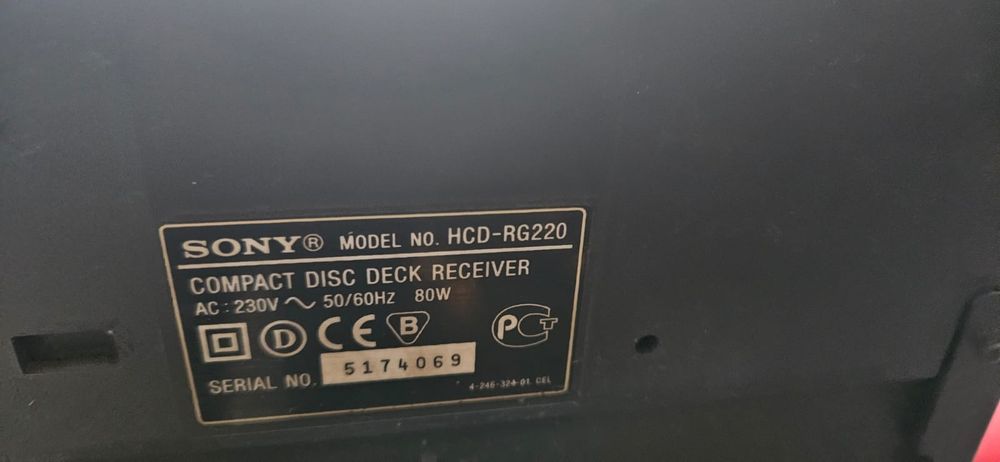 SONY® MODEL NO. HCD-RG220
COMPACT DISC DECK RECEIVER
AC : 230V ~ 50/60HZ 80W
D CE B PCT
SERIAL NO. 5174069
4-246-324-01 CEL